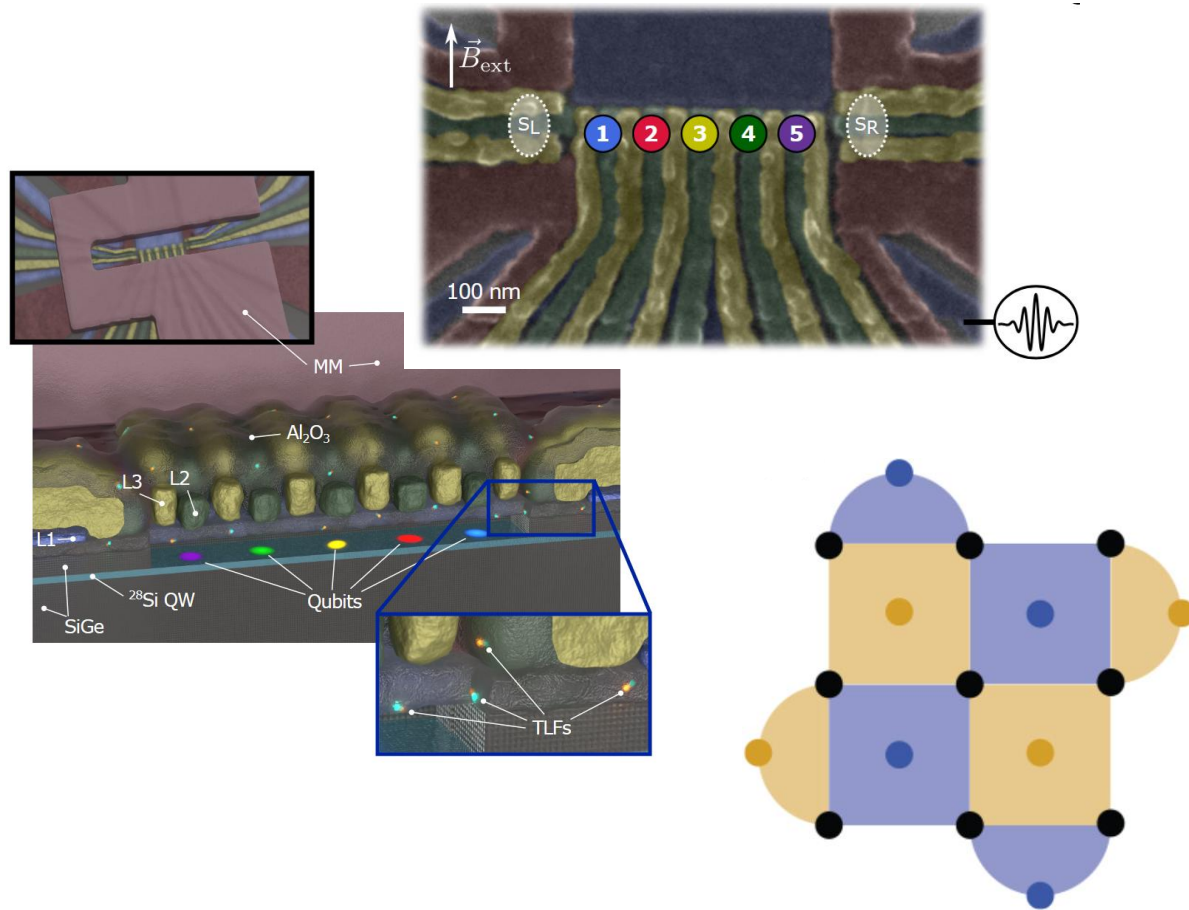 B⃗ext
SL
1
2
3
4
5
SR
100 nm
MM
Al₂O₃
L3
L2
L1
²⁸Si QW
Qubits
SiGe
TLFs